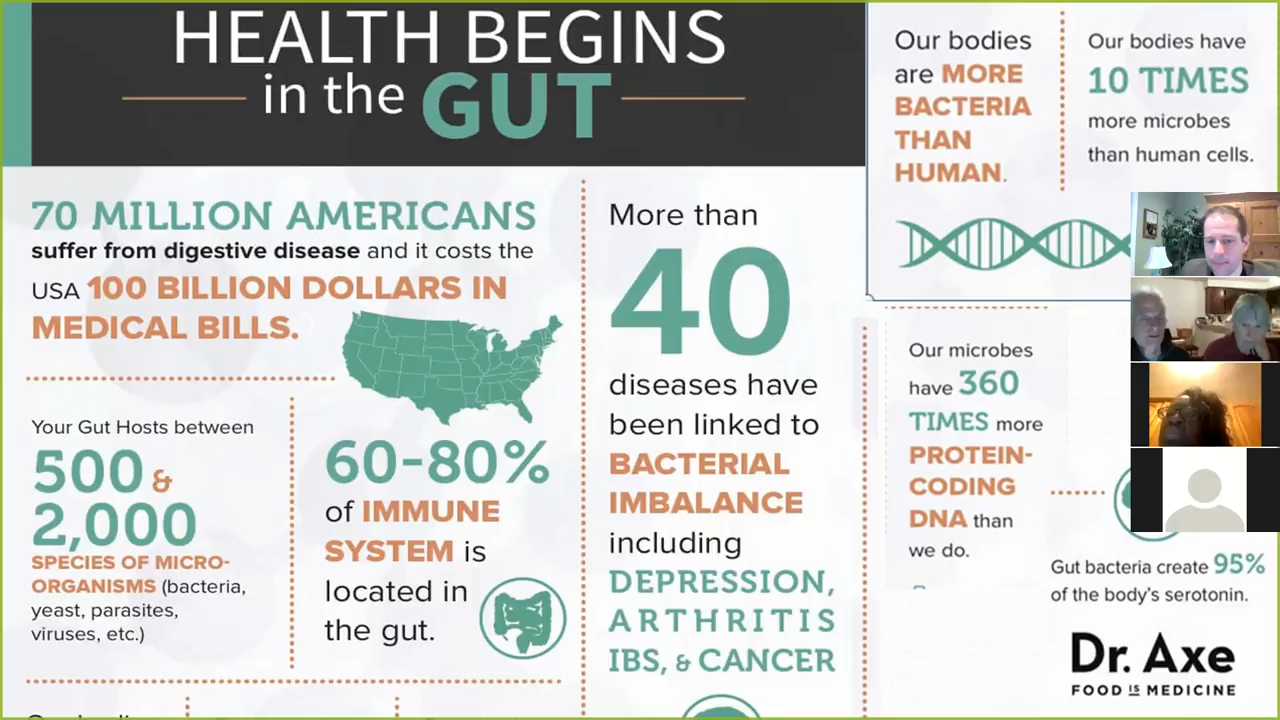 HEALTH BEGINS
in the GUT
70 MILLION AMERICANS
suffer from digestive disease and it costs the
USA 100 BILLION DOLLARS IN
MEDICAL BILLS.
Your Gut Hosts between
500 &
2,000
SPECIES OF MICRO-
ORGANISMS (bacteria,
yeast, parasites,
viruses, etc.)
60-80%
of IMMUNE
SYSTEM is
located in
the gut.
More than
40
diseases have
been linked to
BACTERIAL
IMBALANCE
including
DEPRESSION,
ARTHRITIS
IBS, & CANCER
Our bodies
are MORE
BACTERIA
THAN
HUMAN.
Our bodies have
10 TIMES
more microbes
than human cells.
Our microbes
have 360
TIMES more
PROTEIN-
CODING
DNA than
we do.
Gut bacteria create 95%
of the body's serotonin.
Dr. Axe
FOOD IS MEDICINE